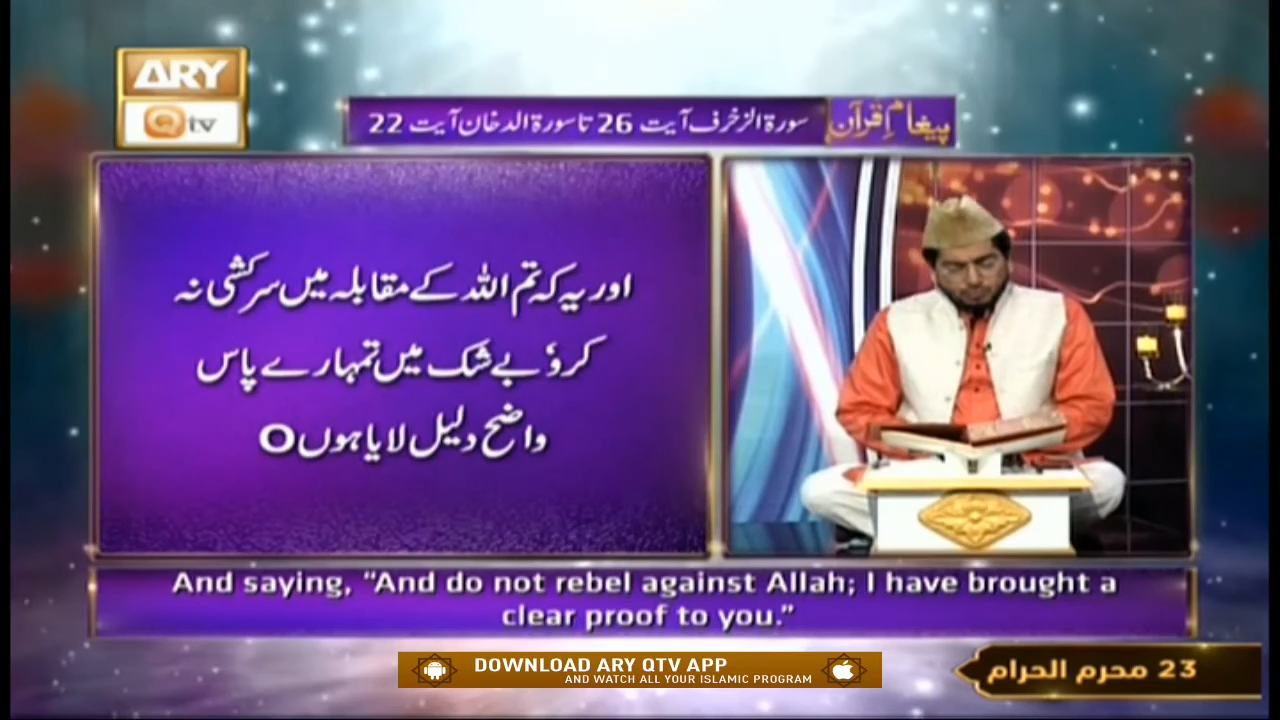 ARY
Qtv
پیغامِ قرآن
سورۃ الزخرف آیت 26 تا سورۃ الدخان آیت 22
اور یہ کہ تم اللہ کے مقابلہ میں سرکشی نہ
کرو‘ بے شک میں تمہارے پاس
واضح دلیل لایا ہوں O
And saying, “And do not rebel against Allah; I have brought a
clear proof to you.”
DOWNLOAD ARY QTV APP
AND WATCH ALL YOUR ISLAMIC PROGRAM
23 محرم الحرام